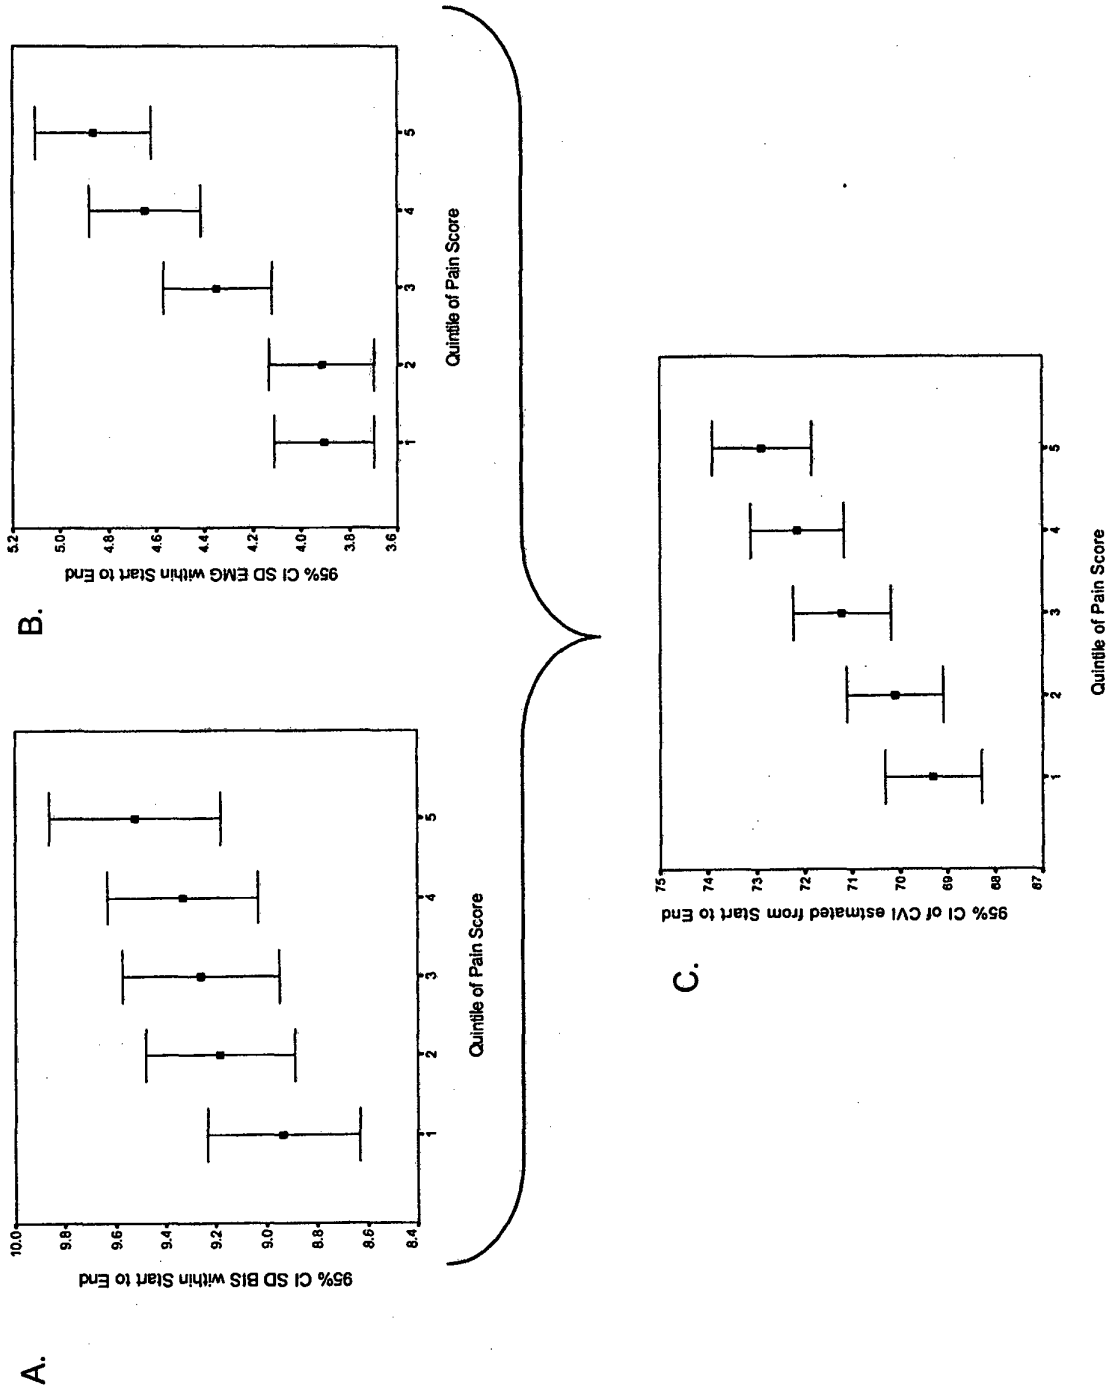 A.
95% CI SD BIS within Start to End
10.0
9.8
9.6
9.4
9.2
9.0
8.8
8.6
8.4
1 2 3 4 5
Quintile of Pain Score
B.
95% CI SD EMG within Start to End
5.2
5.0
4.8
4.6
4.4
4.2
4.0
3.8
3.6
1 2 3 4 5
Quintile of Pain Score
C.
95% CI of CVI estmated from Start to End
75
74
73
72
71
70
69
68
67
1 2 3 4 5
Quintile of Pain Score